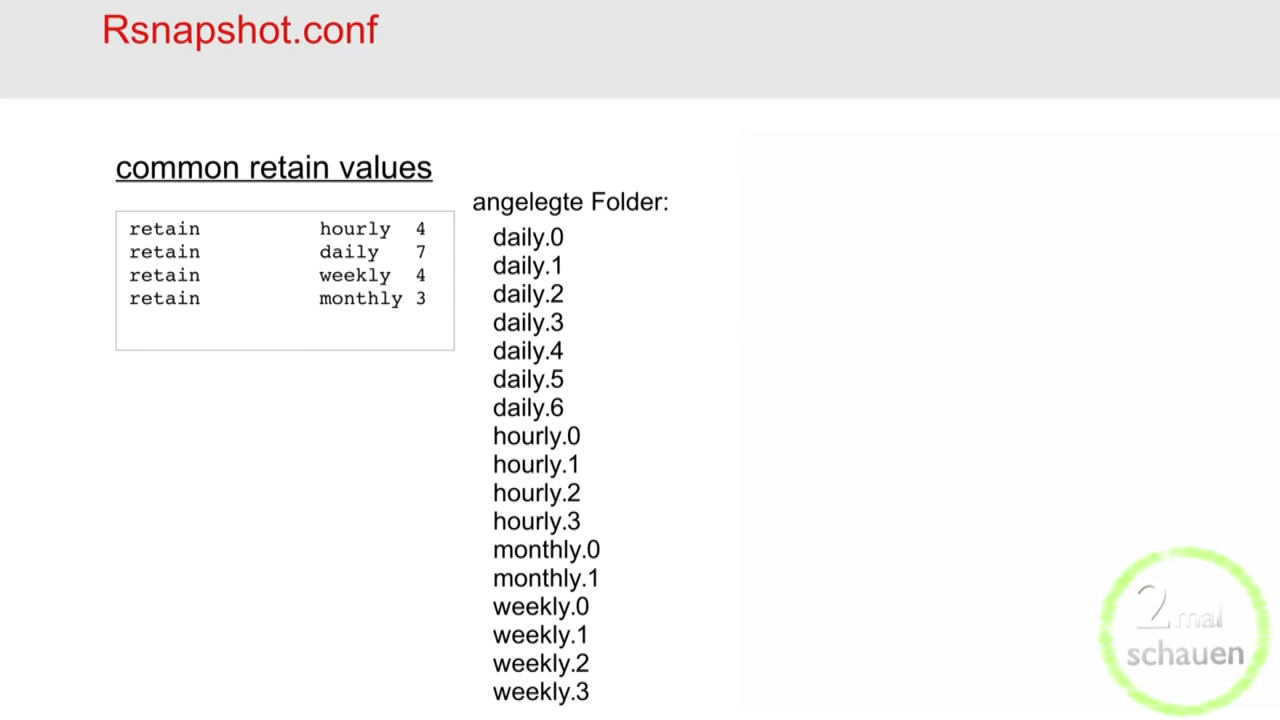 Rsnapshot.conf
common retain values
retain hourly 4
retain daily 7
retain weekly 4
retain monthly 3
angelegte Folder:
daily.0
daily.1
daily.2
daily.3
daily.4
daily.5
daily.6
hourly.0
hourly.1
hourly.2
hourly.3
monthly.0
monthly.1
weekly.0
weekly.1
weekly.2
weekly.3
2 mal
schauen